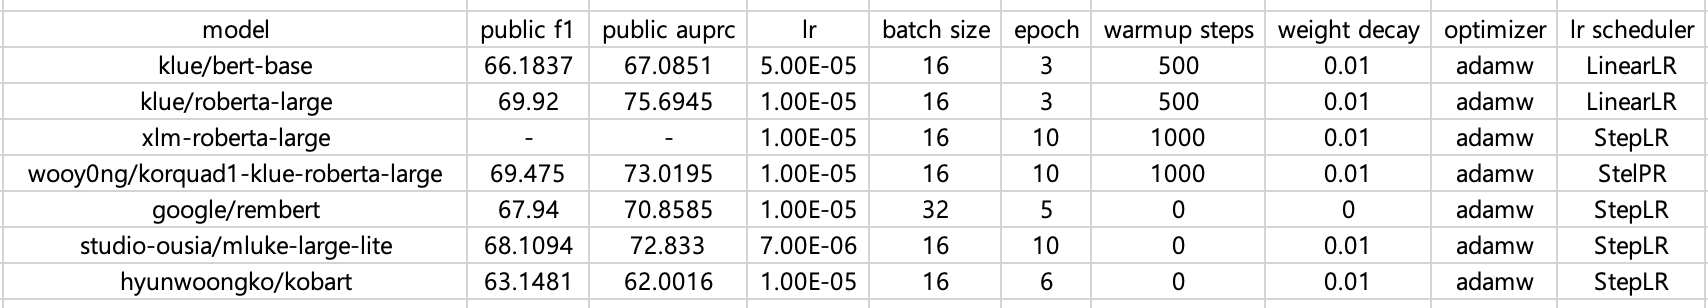 model public f1 public auprc lr batch size epoch warmup steps weight decay optimizer lr scheduler
klue/bert-base 66.1837 67.0851 5.00E-05 16 3 500 0.01 adamw LinearLR
klue/roberta-large 69.92 75.6945 1.00E-05 16 3 500 0.01 adamw LinearLR
xlm-roberta-large - - 1.00E-05 16 10 1000 0.01 adamw StepLR
wooy0ng/korquad1-klue-roberta-large 69.475 73.0195 1.00E-05 16 10 1000 0.01 adamw StelPR
google/rembert 67.94 70.8585 1.00E-05 32 5 0 0 adamw StepLR
studio-ousia/mluke-large-lite 68.1094 72.833 7.00E-06 16 10 0 0.01 adamw StepLR
hyunwoongko/kobart 63.1481 62.0016 1.00E-05 16 6 0 0.01 adamw StepLR